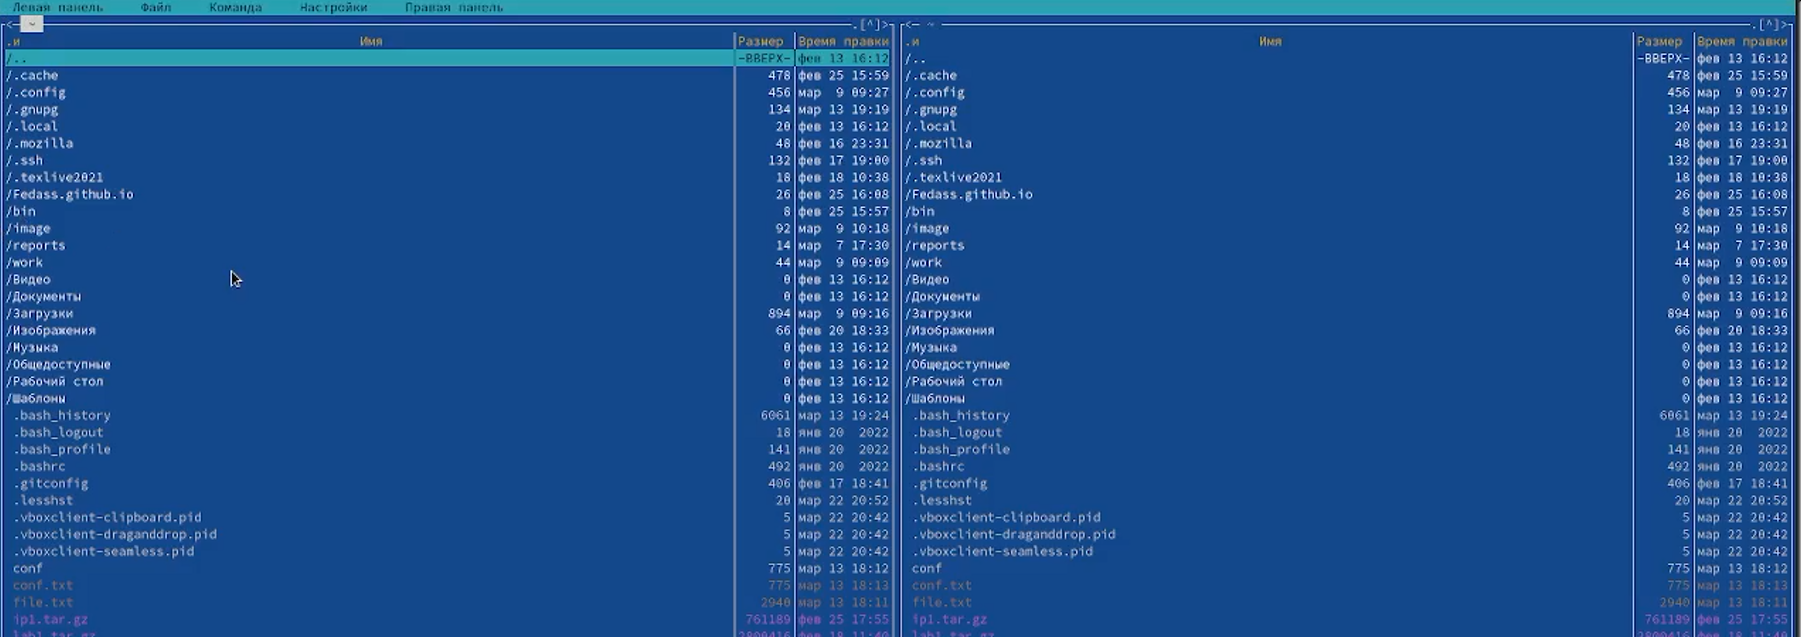 Левая панель Файл Команда Настройки Правая панель
<- ~ .[^]> <- ~ .[^]>
.и Имя Размер Время правки .и Имя Размер Время правки
/.. -ВВЕРХ- фев 13 16:12 /.. -ВВЕРХ- фев 13 16:12
/.cache 478 фев 25 15:59 /.cache 478 фев 25 15:59
/.config 456 мар 9 09:27 /.config 456 мар 9 09:27
/.gnupg 134 мар 13 19:19 /.gnupg 134 мар 13 19:19
/.local 20 фев 13 16:12 /.local 20 фев 13 16:12
/.mozilla 48 фев 16 23:31 /.mozilla 48 фев 16 23:31
/.ssh 132 фев 17 19:00 /.ssh 132 фев 17 19:00
/.texlive2021 18 фев 18 10:38 /.texlive2021 18 фев 18 10:38
/Fedass.github.io 26 фев 25 16:08 /Fedass.github.io 26 фев 25 16:08
/bin 8 фев 25 15:57 /bin 8 фев 25 15:57
/image 92 мар 9 10:18 /image 92 мар 9 10:18
/reports 14 мар 7 17:30 /reports 14 мар 7 17:30
/work 44 мар 9 09:09 /work 44 мар 9 09:09
/Видео 0 фев 13 16:12 /Видео 0 фев 13 16:12
/Документы 0 фев 13 16:12 /Документы 0 фев 13 16:12
/Загрузки 894 мар 9 09:16 /Загрузки 894 мар 9 09:16
/Изображения 66 фев 20 18:33 /Изображения 66 фев 20 18:33
/Музыка 0 фев 13 16:12 /Музыка 0 фев 13 16:12
/Общедоступные 0 фев 13 16:12 /Общедоступные 0 фев 13 16:12
/Рабочий стол 0 фев 13 16:12 /Рабочий стол 0 фев 13 16:12
/Шаблоны 0 фев 13 16:12 /Шаблоны 0 фев 13 16:12
.bash_history 6061 мар 13 19:24 .bash_history 6061 мар 13 19:24
.bash_logout 18 янв 20 2022 .bash_logout 18 янв 20 2022
.bash_profile 141 янв 20 2022 .bash_profile 141 янв 20 2022
.bashrc 492 янв 20 2022 .bashrc 492 янв 20 2022
.gitconfig 406 фев 17 18:41 .gitconfig 406 фев 17 18:41
.lesshst 20 мар 22 20:52 .lesshst 20 мар 22 20:52
.vboxclient-clipboard.pid 5 мар 22 20:42 .vboxclient-clipboard.pid 5 мар 22 20:42
.vboxclient-draganddrop.pid 5 мар 22 20:42 .vboxclient-draganddrop.pid 5 мар 22 20:42
.vboxclient-seamless.pid 5 мар 22 20:42 .vboxclient-seamless.pid 5 мар 22 20:42
conf 775 мар 13 18:12 conf 775 мар 13 18:12
conf.txt 775 мар 13 18:13 conf.txt 775 мар 13 18:13
file.txt 2940 мар 13 18:11 file.txt 2940 мар 13 18:11
ip1.tar.gz 761189 фев 25 17:55 ip1.tar.gz 761189 фев 25 17:55
lab1.tar.gz фев 18 11:40 lab1.tar.gz фев 18 11:40